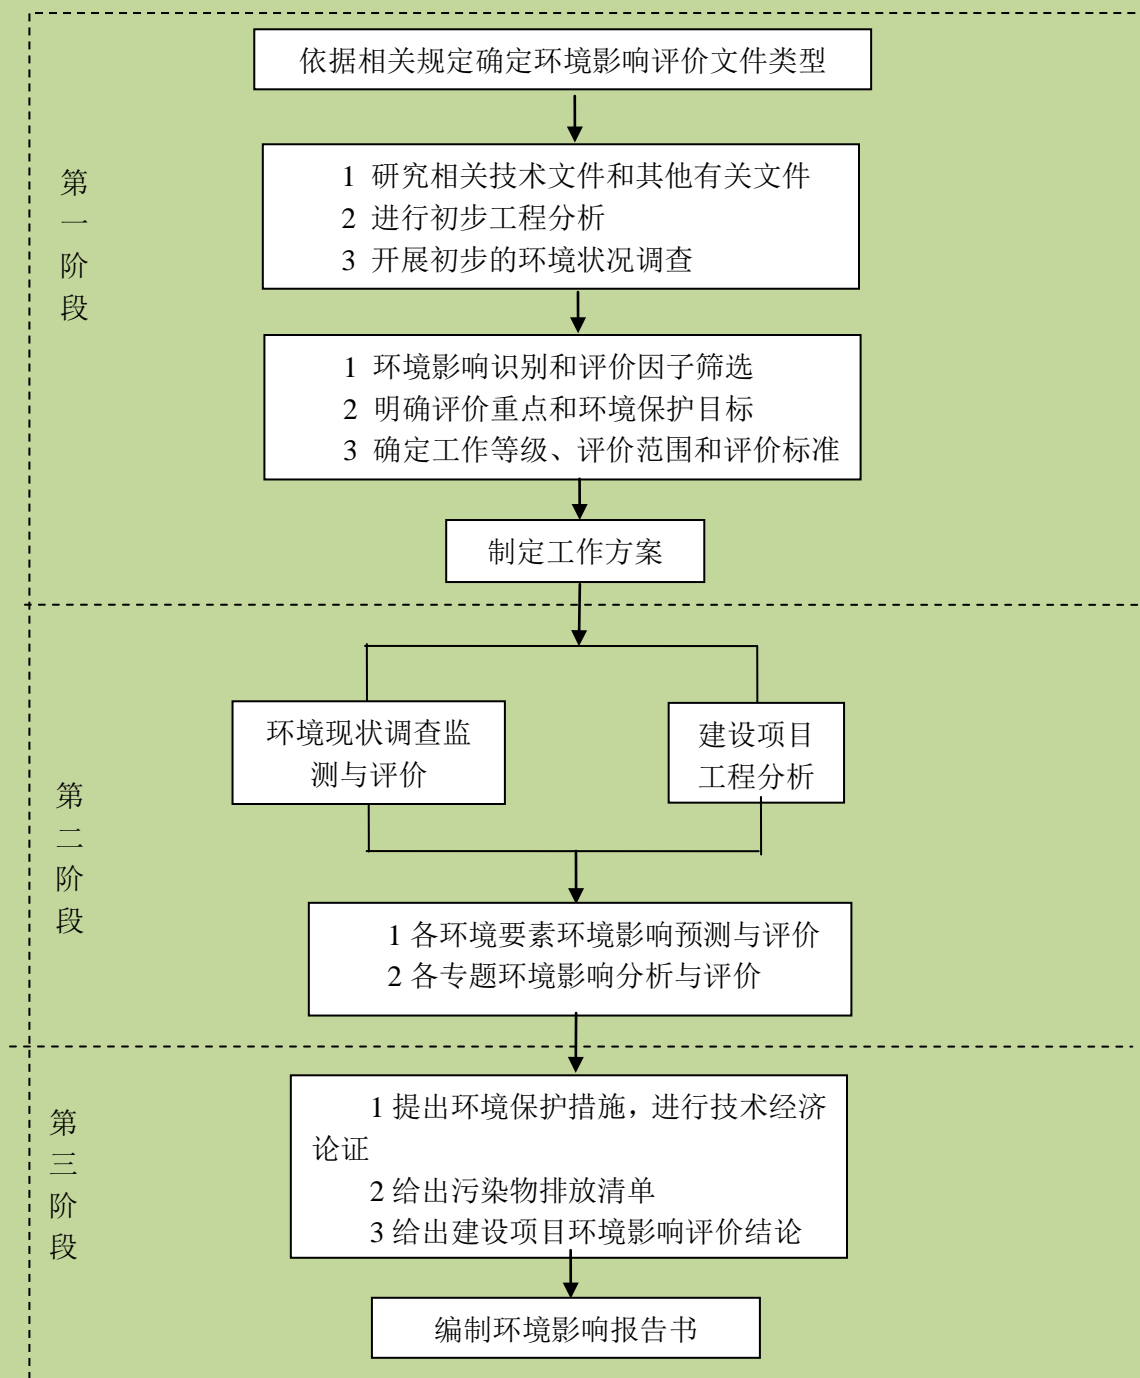 依据相关规定确定环境影响评价文件类型
第一阶段
1 研究相关技术文件和其他有关文件
2 进行初步工程分析
3 开展初步的环境状况调查
1 环境影响识别和评价因子筛选
2 明确评价重点和环境保护目标
3 确定工作等级、评价范围和评价标准
制定工作方案
第二阶段
环境现状调查监
测与评价
建设项目
工程分析
1 各环境要素环境影响预测与评价
2 各专题环境影响分析与评价
第三阶段
1 提出环境保护措施，进行技术经济
论证
2 给出污染物排放清单
3 给出建设项目环境影响评价结论
编制环境影响报告书